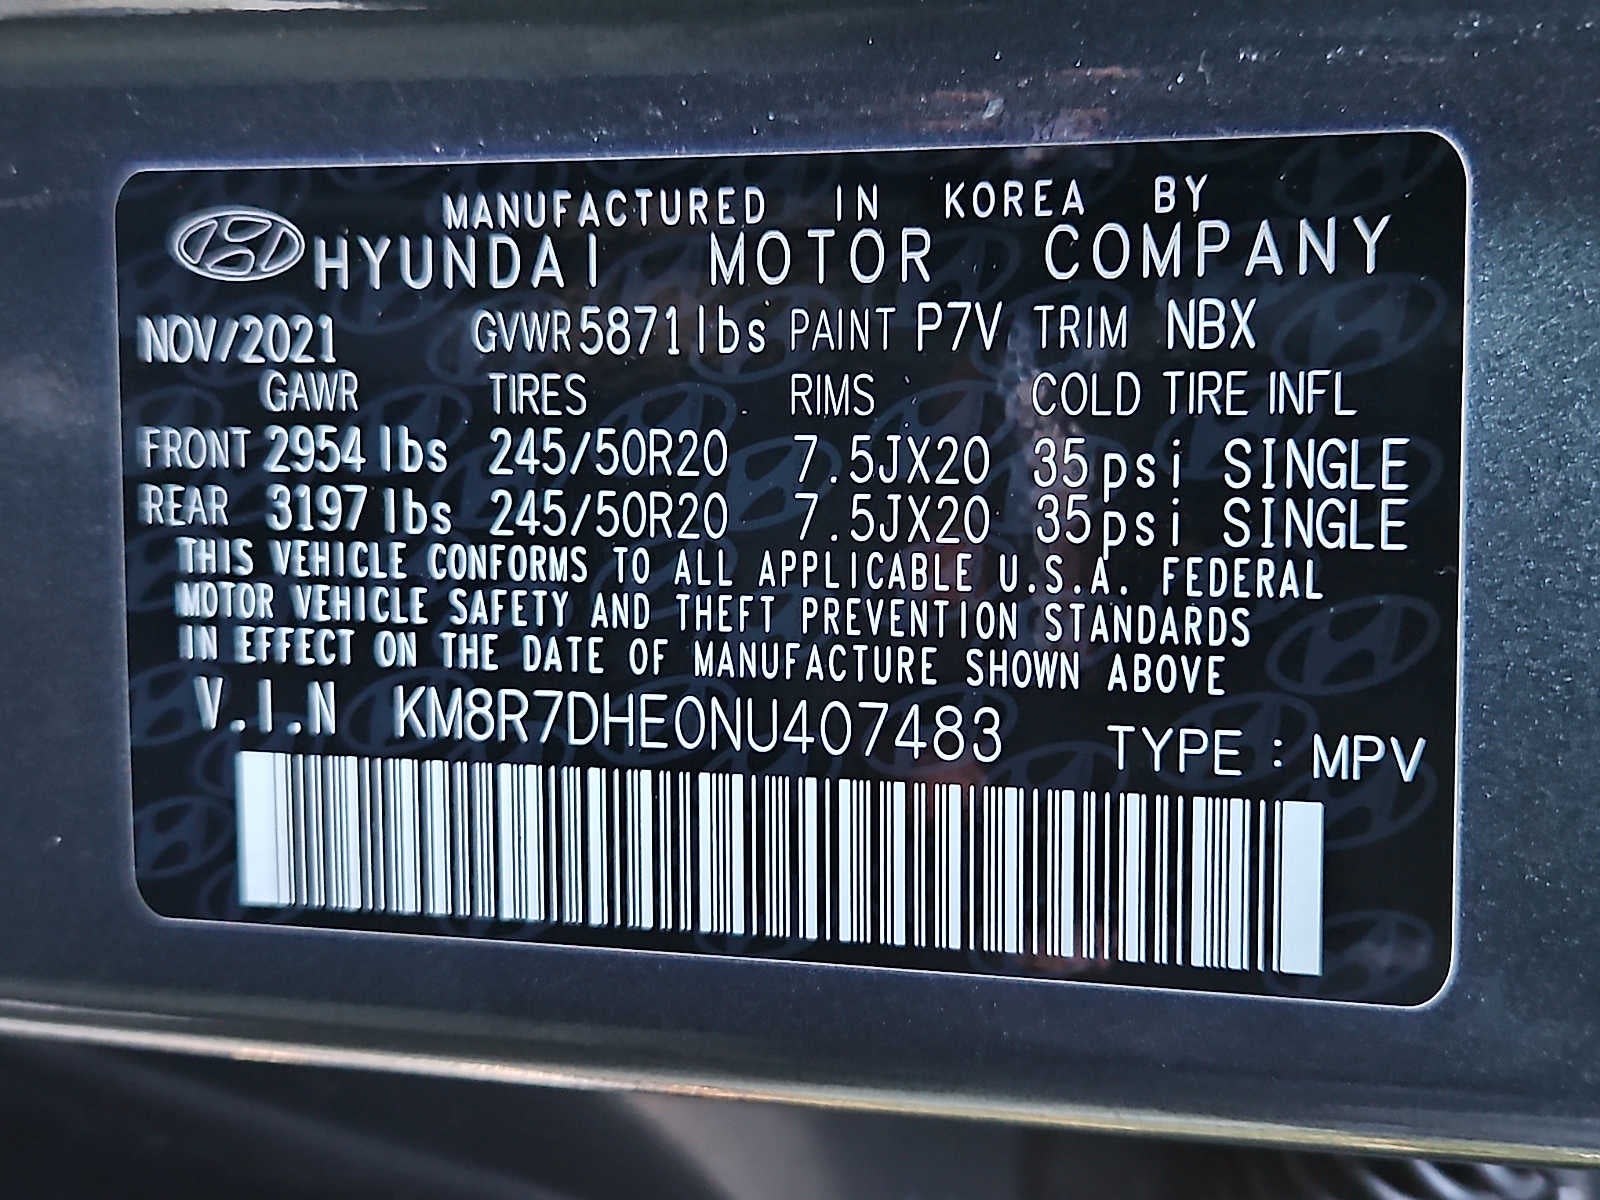 MANUFACTURED IN KOREA BY
HYUNDAI MOTOR COMPANY
NOV/2021 GVWR 5871lbs PAINT P7V TRIM NBX
GAWR TIRES RIMS COLD TIRE INFL
FRONT 2954 lbs 245/50R20 7.5JX20 35psi SINGLE
REAR 3197 lbs 245/50R20 7.5JX20 35psi SINGLE
THIS VEHICLE CONFORMS TO ALL APPLICABLE U.S.A. FEDERAL
MOTOR VEHICLE SAFETY AND THEFT PREVENTION STANDARDS
IN EFFECT ON THE DATE OF MANUFACTURE SHOWN ABOVE
V.I.N KM8R7DHE0NU407483 TYPE : MPV